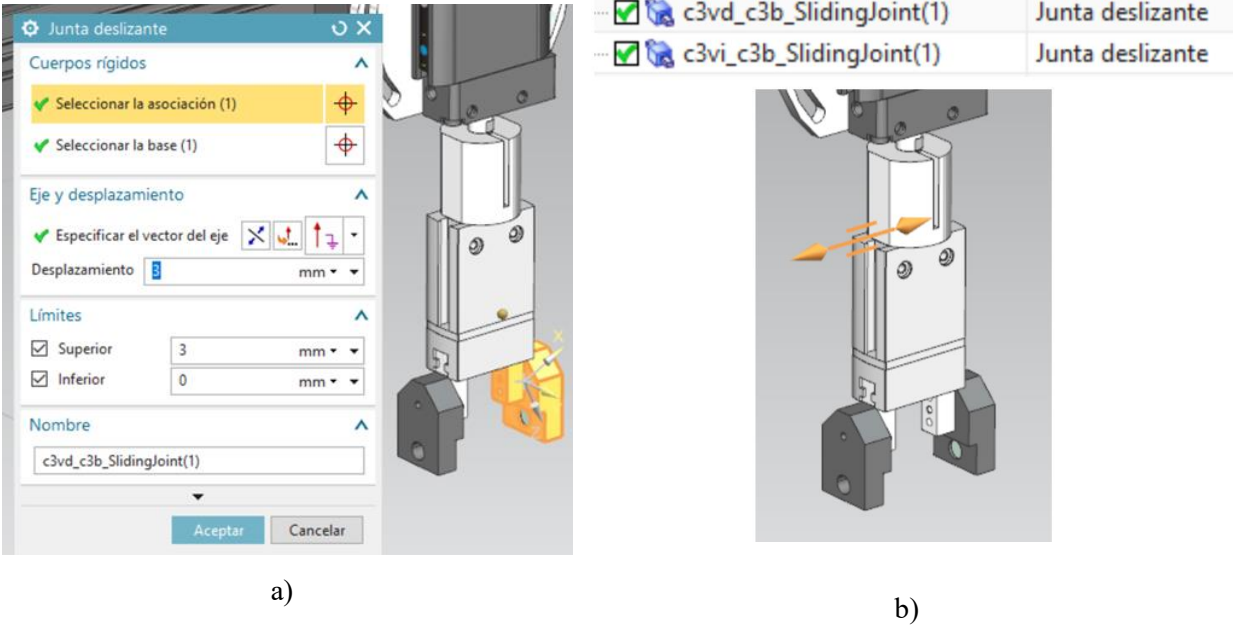 Junta deslizante
Cuerpos rígidos
Seleccionar la asociación (1)
Seleccionar la base (1)
Eje y desplazamiento
Especificar el vector del eje
Desplazamiento 3 mm
Límites
Superior 3 mm
Inferior 0 mm
Nombre
c3vd_c3b_SlidingJoint(1)
Aceptar Cancelar
X
Z
a)
c3vd_c3b_SlidingJoint(1) Junta deslizante
c3vi_c3b_SlidingJoint(1) Junta deslizante
b)